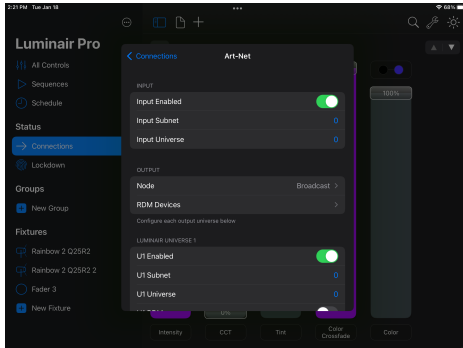 2:21 PM Tue Jan 18
68%
Luminair Pro
All Controls
Sequences
Schedule
Status
Connections
Lockdown
Groups
New Group
Fixtures
Rainbow 2 Q25R2
Rainbow 2 Q25R2 2
Fader 3
New Fixture
Connections
Art-Net
INPUT
Input Enabled
Input Subnet 0
Input Universe 0
OUTPUT
Node Broadcast
RDM Devices
Configure each output universe below
LUMINAIR UNIVERSE 1
U1 Enabled
U1 Subnet 0
U1 Universe 0
100%
0%
Intensity
CCT
Tint
Color
Crossfade
Color